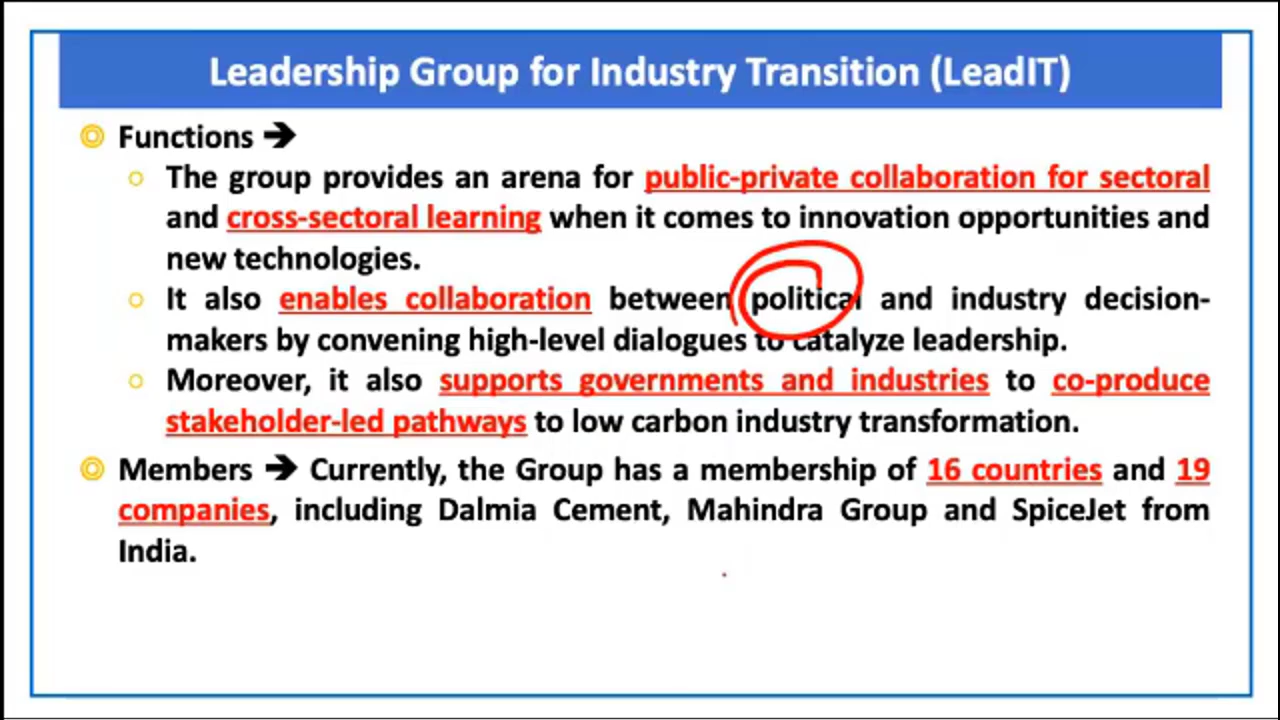 Leadership Group for Industry Transition (LeadIT)
Functions ➔
The group provides an arena for public-private collaboration for sectoral
and cross-sectoral learning when it comes to innovation opportunities and
new technologies.
It also enables collaboration between political and industry decision-
makers by convening high-level dialogues to catalyze leadership.
Moreover, it also supports governments and industries to co-produce
stakeholder-led pathways to low carbon industry transformation.
Members ➔ Currently, the Group has a membership of 16 countries and 19
companies, including Dalmia Cement, Mahindra Group and SpiceJet from
India.